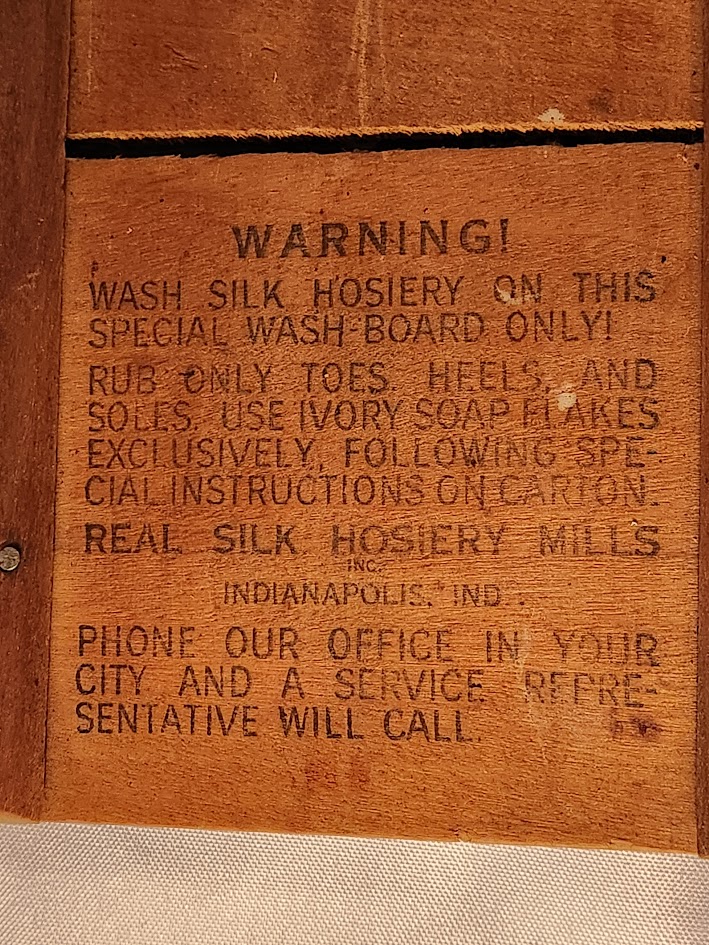 WARNING!
WASH SILK HOSIERY ON THIS
SPECIAL WASH-BOARD ONLY!
RUB ONLY TOES, HEELS, AND
SOLES. USE IVORY SOAP FLAKES
EXCLUSIVELY, FOLLOWING SPE-
CIAL INSTRUCTIONS ON CARTON.
REAL SILK HOSIERY MILLS
INC.
INDIANAPOLIS, IND.
PHONE OUR OFFICE IN YOUR
CITY AND A SERVICE REPRE-
SENTATIVE WILL CALL.